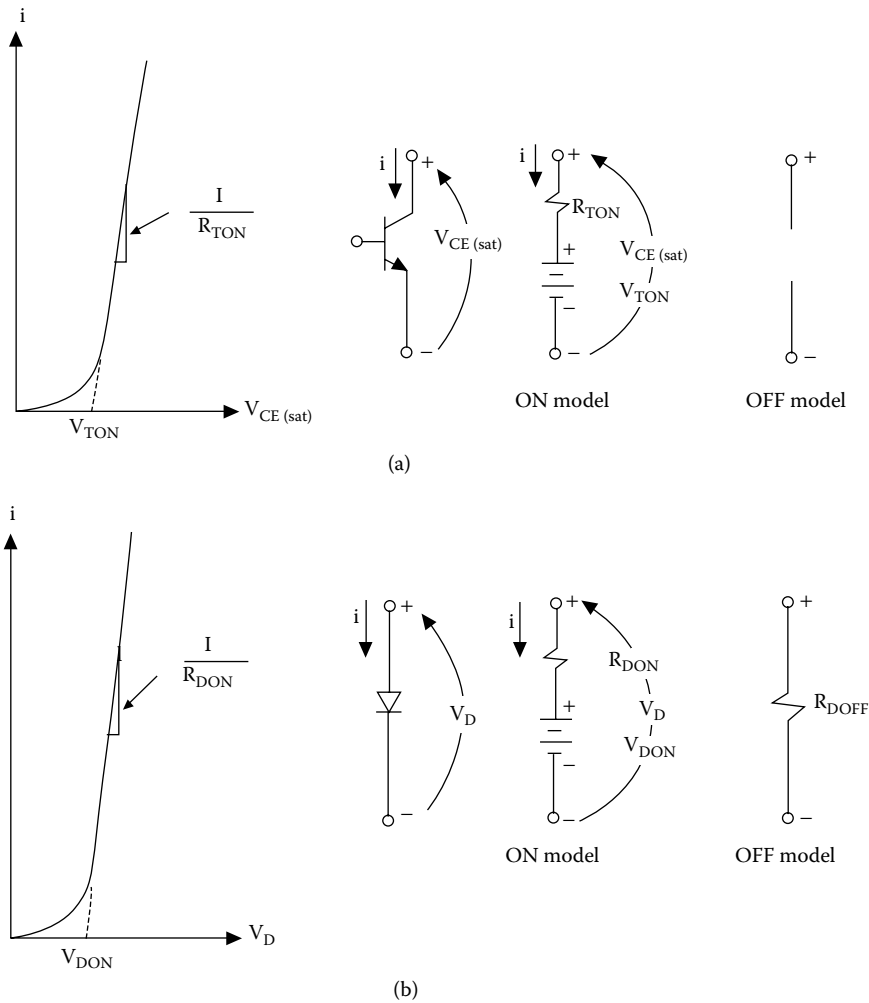 i
I
R_TON
V_TON
V_CE (sat)
i
+
V_CE (sat)
−
i
+
R_TON
+
V_CE (sat)
V_TON
−
−
ON model
+
−
OFF model
(a)
i
I
R_DON
V_DON
V_D
i
+
V_D
−
i
+
R_DON
+
V_D
V_DON
−
−
ON model
+
R_DOFF
−
OFF model
(b)